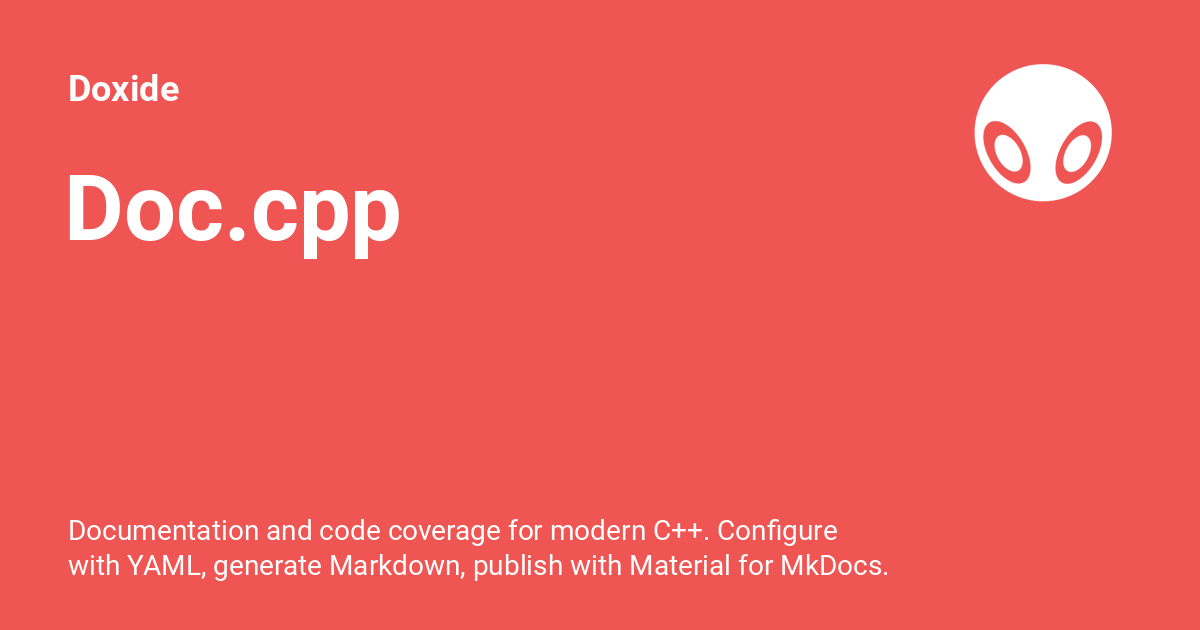 Doxide
Doc.cpp
Documentation and code coverage for modern C++. Configure
with YAML, generate Markdown, publish with Material for MkDocs.